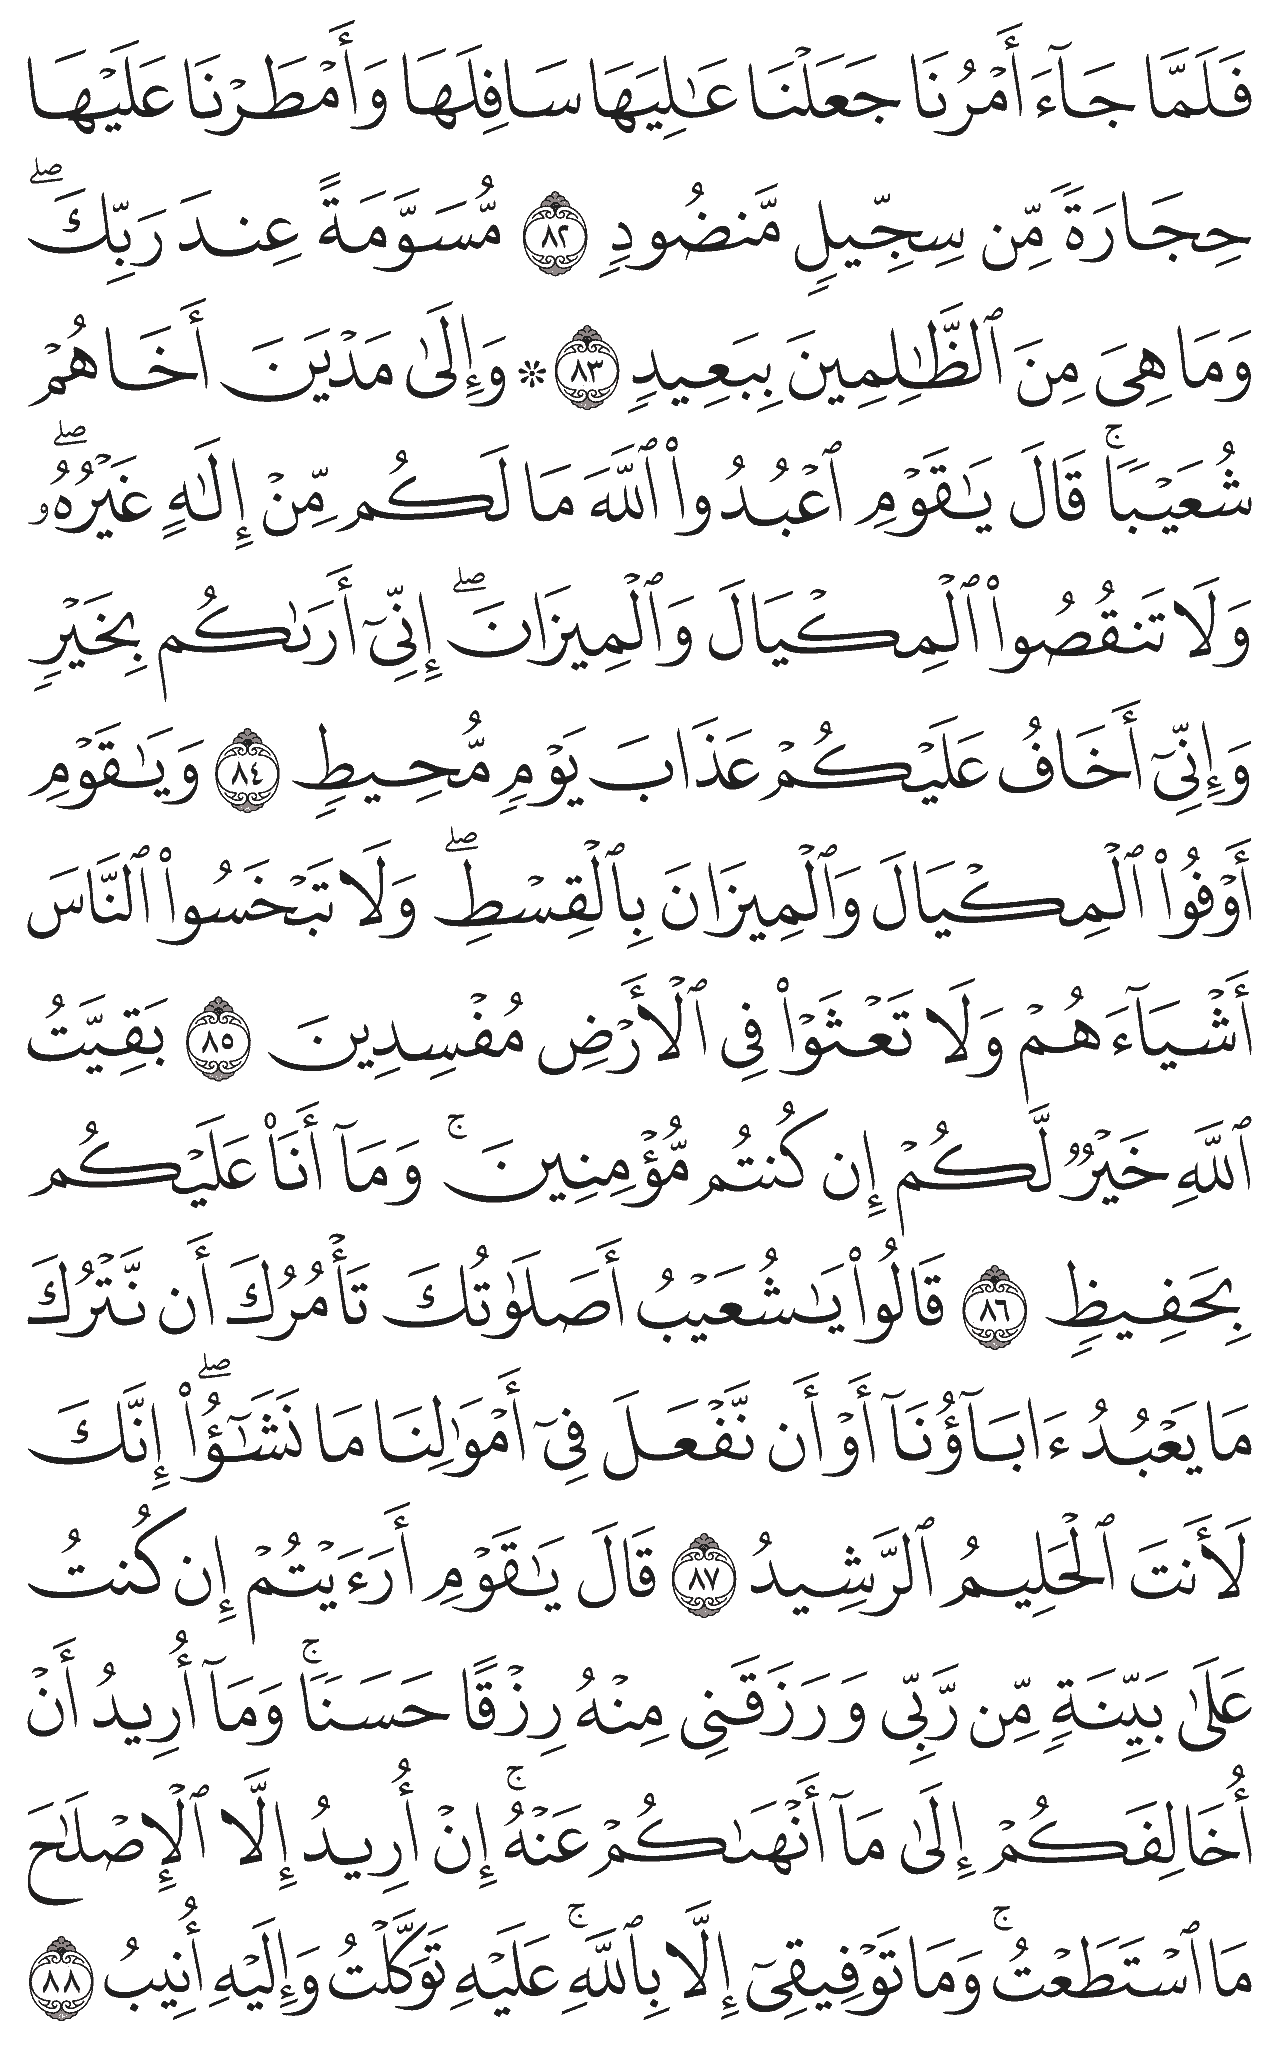 فَلَمَّا جَآءَ أَمْرُنَا جَعَلْنَا عَـٰلِيَهَا سَافِلَهَا وَأَمْطَرْنَا عَلَيْهَا
حِجَارَةً مِّن سِجِّيلٍ مَّنضُودٍ ٨٢ مُّسَوَّمَةً عِندَ رَبِّكَ ۖ
وَمَا هِىَ مِنَ ٱلظَّـٰلِمِينَ بِبَعِيدٍ ٨٣ ۞ وَإِلَىٰ مَدْيَنَ أَخَاهُمْ
شُعَيْبًا ۚ قَالَ يَـٰقَوْمِ ٱعْبُدُوا۟ ٱللَّهَ مَا لَكُم مِّنْ إِلَـٰهٍ غَيْرُهُۥ ۖ
وَلَا تَنقُصُوا۟ ٱلْمِكْيَالَ وَٱلْمِيزَانَ ۖ إِنِّىٓ أَرَىٰكُم بِخَيْرٍ
وَإِنِّىٓ أَخَافُ عَلَيْكُمْ عَذَابَ يَوْمٍ مُّحِيطٍ ٨٤ وَيَـٰقَوْمِ
أَوْفُوا۟ ٱلْمِكْيَالَ وَٱلْمِيزَانَ بِٱلْقِسْطِ ۖ وَلَا تَبْخَسُوا۟ ٱلنَّاسَ
أَشْيَآءَهُمْ وَلَا تَعْثَوْا۟ فِى ٱلْأَرْضِ مُفْسِدِينَ ٨٥ بَقِيَّتُ
ٱللَّهِ خَيْرٌ لَّكُمْ إِن كُنتُم مُّؤْمِنِينَ ۚ وَمَآ أَنَا۠ عَلَيْكُم
بِحَفِيظٍ ٨٦ قَالُوا۟ يَـٰشُعَيْبُ أَصَلَوٰتُكَ تَأْمُرُكَ أَن نَّتْرُكَ
مَا يَعْبُدُ ءَابَآؤُنَآ أَوْ أَن نَّفْعَلَ فِىٓ أَمْوَٰلِنَا مَا نَشَـٰٓؤُا۟ ۖ إِنَّكَ
لَأَنتَ ٱلْحَلِيمُ ٱلرَّشِيدُ ٨٧ قَالَ يَـٰقَوْمِ أَرَءَيْتُمْ إِن كُنتُ
عَلَىٰ بَيِّنَةٍ مِّن رَّبِّى وَرَزَقَنِى مِنْهُ رِزْقًا حَسَنًا ۚ وَمَآ أُرِيدُ أَنْ
أُخَالِفَكُمْ إِلَىٰ مَآ أَنْهَىٰكُمْ عَنْهُ ۚ إِنْ أُرِيدُ إِلَّا ٱلْإِصْلَـٰحَ
مَا ٱسْتَطَعْتُ ۚ وَمَا تَوْفِيقِىٓ إِلَّا بِٱللَّهِ ۚ عَلَيْهِ تَوَكَّلْتُ وَإِلَيْهِ أُنِيبُ ٨٨